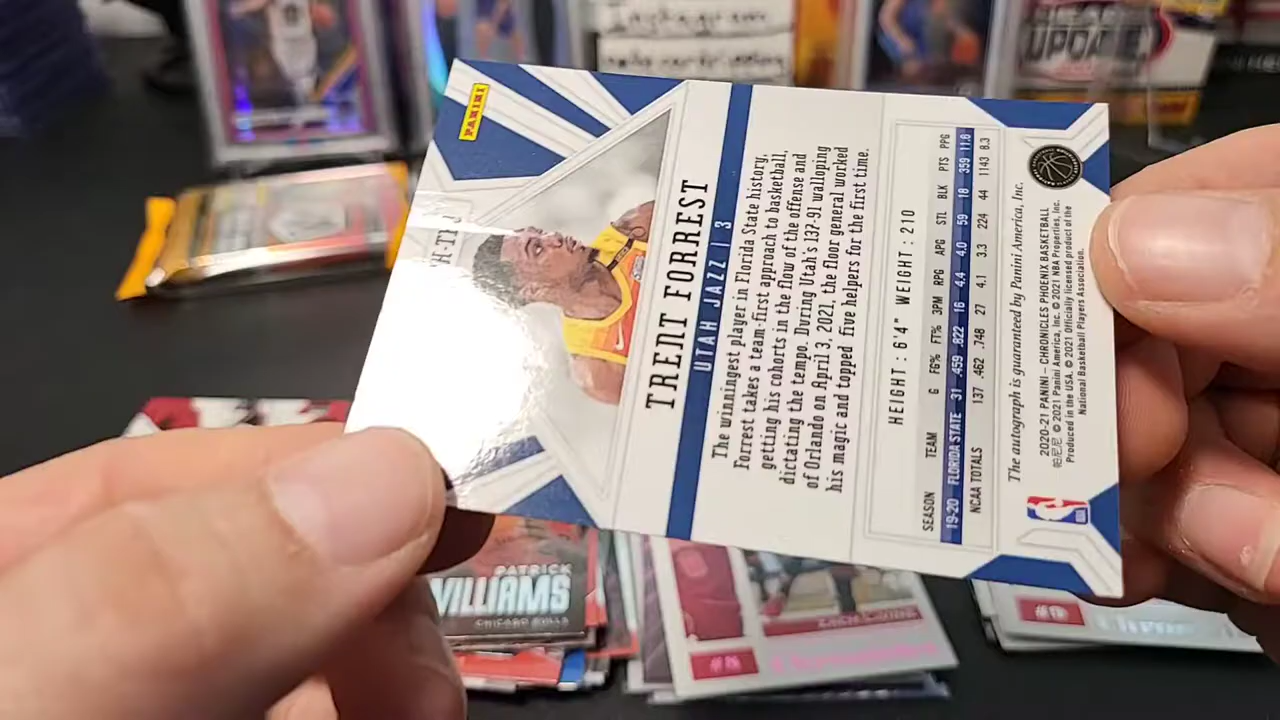 Instagram
UPDATE
PANINI
TRENT FORREST
UTAH JAZZ | 3
The winningest player in Florida State history,
Forrest takes a team-first approach to basketball,
getting his cohorts in the flow of the offense and
dictating the tempo. During Utah's 137-91 walloping
of Orlando on April 3, 2021, the floor general worked
his magic and topped five helpers for the first time.
HEIGHT : 6'4" WEIGHT : 210
SEASON TEAM G FG% FT% 3PM RPG APG STL BLK PTS PPG
19-20 FLORIDA STATE 31 .459 .822 16 4.4 4.0 59 18 359 11.6
NCAA TOTALS 137 .462 .748 27 4.1 3.3 224 44 1143 8.3
The autograph is guaranteed by Panini America, Inc.
2020-21 PANINI – CHRONICLES PHOENIX BASKETBALL
帕尼尼 © 2021 Panini America, Inc. © 2021 NBA Properties, Inc.
Produced in the USA. © 2021 Officially licensed product of the
National Basketball Players Association.
PATRICK
WILLIAMS
CHICAGO BULLS